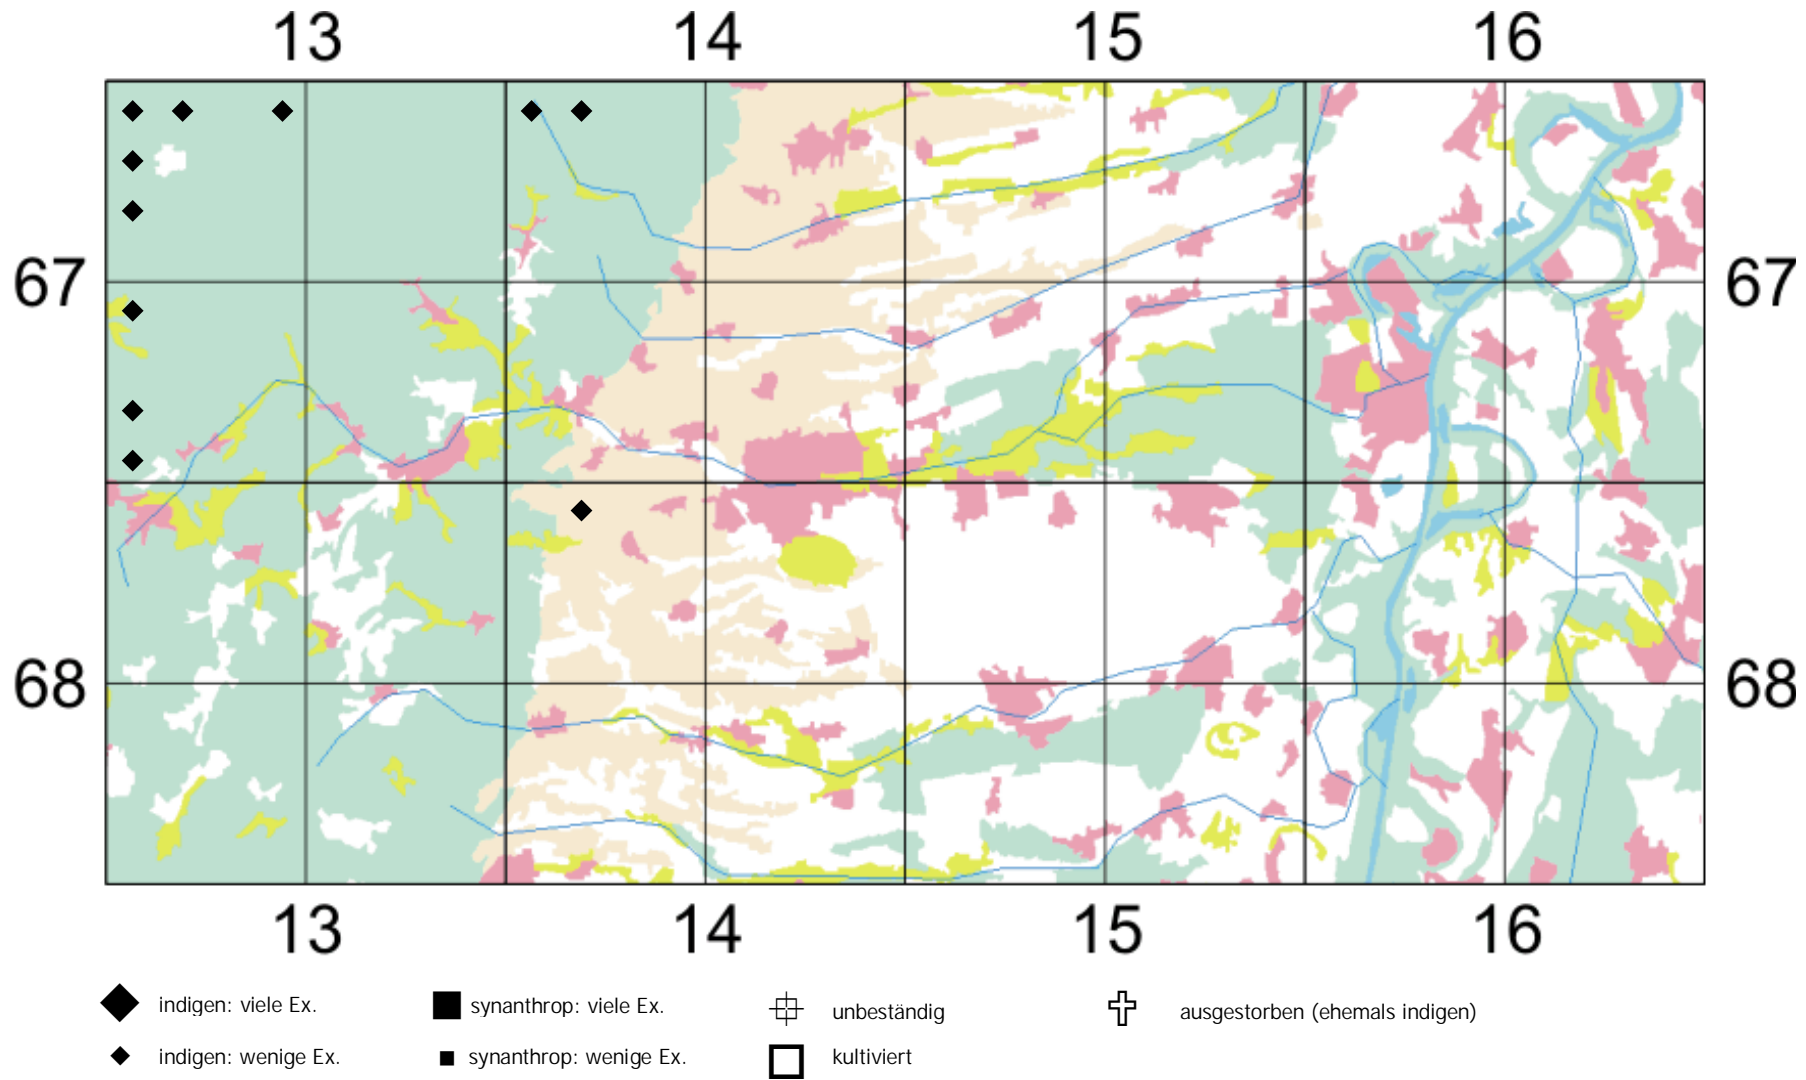 13 14 15 16
67 67
68 68
13 14 15 16
indigen: viele Ex. synanthrop: viele Ex. unbeständig ausgestorben (ehemals indigen)
indigen: wenige Ex. synanthrop: wenige Ex. kultiviert